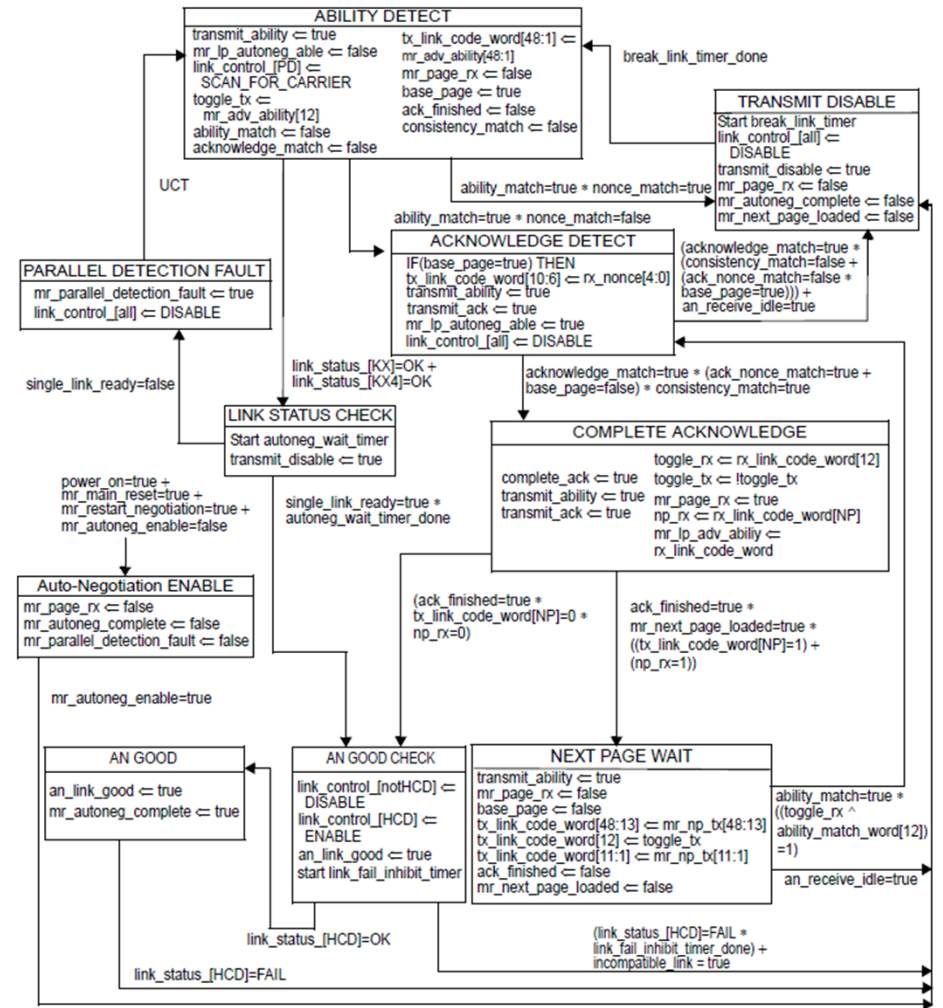 ABILITY DETECT
transmit_ability ⇐ true
mr_lp_autoneg_able ⇐ false
link_control_[PD] ⇐
SCAN_FOR_CARRIER
toggle_tx ⇐
mr_adv_ability[12]
ability_match ⇐ false
acknowledge_match ⇐ false
tx_link_code_word[48:1] ⇐
mr_adv_ability[48:1]
mr_page_rx ⇐ false
base_page ⇐ true
ack_finished ⇐ false
consistency_match ⇐ false
break_link_timer_done
TRANSMIT DISABLE
Start break_link_timer
link_control_[all] ⇐
DISABLE
transmit_disable ⇐ true
mr_page_rx ⇐ false
mr_autoneg_complete ⇐ false
mr_next_page_loaded ⇐ false
UCT
ability_match=true * nonce_match=true
ability_match=true * nonce_match=false
ACKNOWLEDGE DETECT
IF(base_page=true) THEN
tx_link_code_word[10:6] ⇐ rx_nonce[4:0]
transmit_ability ⇐ true
transmit_ack ⇐ true
mr_lp_autoneg_able ⇐ true
link_control_[all] ⇐ DISABLE
(acknowledge_match=true *
(consistency_match=false +
(ack_nonce_match=false *
base_page=true))) +
an_receive_idle=true
PARALLEL DETECTION FAULT
mr_parallel_detection_fault ⇐ true
link_control_[all] ⇐ DISABLE
link_status_[KX]=OK +
link_status_[KX4]=OK
single_link_ready=false
acknowledge_match=true * (ack_nonce_match=true +
base_page=false) * consistency_match=true
LINK STATUS CHECK
Start autoneg_wait_timer
transmit_disable ⇐ true
COMPLETE ACKNOWLEDGE
complete_ack ⇐ true
transmit_ability ⇐ true
transmit_ack ⇐ true
toggle_rx ⇐ rx_link_code_word[12]
toggle_tx ⇐ !toggle_tx
mr_page_rx ⇐ true
np_rx ⇐ rx_link_code_word[NP]
mr_lp_adv_abiliy ⇐
rx_link_code_word
power_on=true +
mr_main_reset=true +
mr_restart_negotiation=true +
mr_autoneg_enable=false
single_link_ready=true *
autoneg_wait_timer_done
Auto-Negotiation ENABLE
mr_page_rx ⇐ false
mr_autoneg_complete ⇐ false
mr_parallel_detection_fault ⇐ false
(ack_finished=true *
tx_link_code_word[NP]=0 *
np_rx=0)
ack_finished=true *
mr_next_page_loaded=true *
((tx_link_code_word[NP]=1) +
(np_rx=1))
mr_autoneg_enable=true
AN GOOD
an_link_good ⇐ true
mr_autoneg_complete ⇐ true
AN GOOD CHECK
link_control_[notHCD] ⇐
DISABLE
link_control_[HCD] ⇐
ENABLE
an_link_good ⇐ true
start link_fail_inhibit_timer
NEXT PAGE WAIT
transmit_ability ⇐ true
mr_page_rx ⇐ false
base_page ⇐ false
tx_link_code_word[48:13] ⇐ mr_np_tx[48:13]
tx_link_code_word[12] ⇐ toggle_tx
tx_link_code_word[11:1] ⇐ mr_np_tx[11:1]
ack_finished ⇐ false
mr_next_page_loaded ⇐ false
ability_match=true *
((toggle_rx ^
ability_match_word[12])
=1)
an_receive_idle=true
link_status_[HCD]=OK
(link_status_[HCD]=FAIL *
link_fail_inhibit_timer_done) +
incompatible_link = true
link_status_[HCD]=FAIL